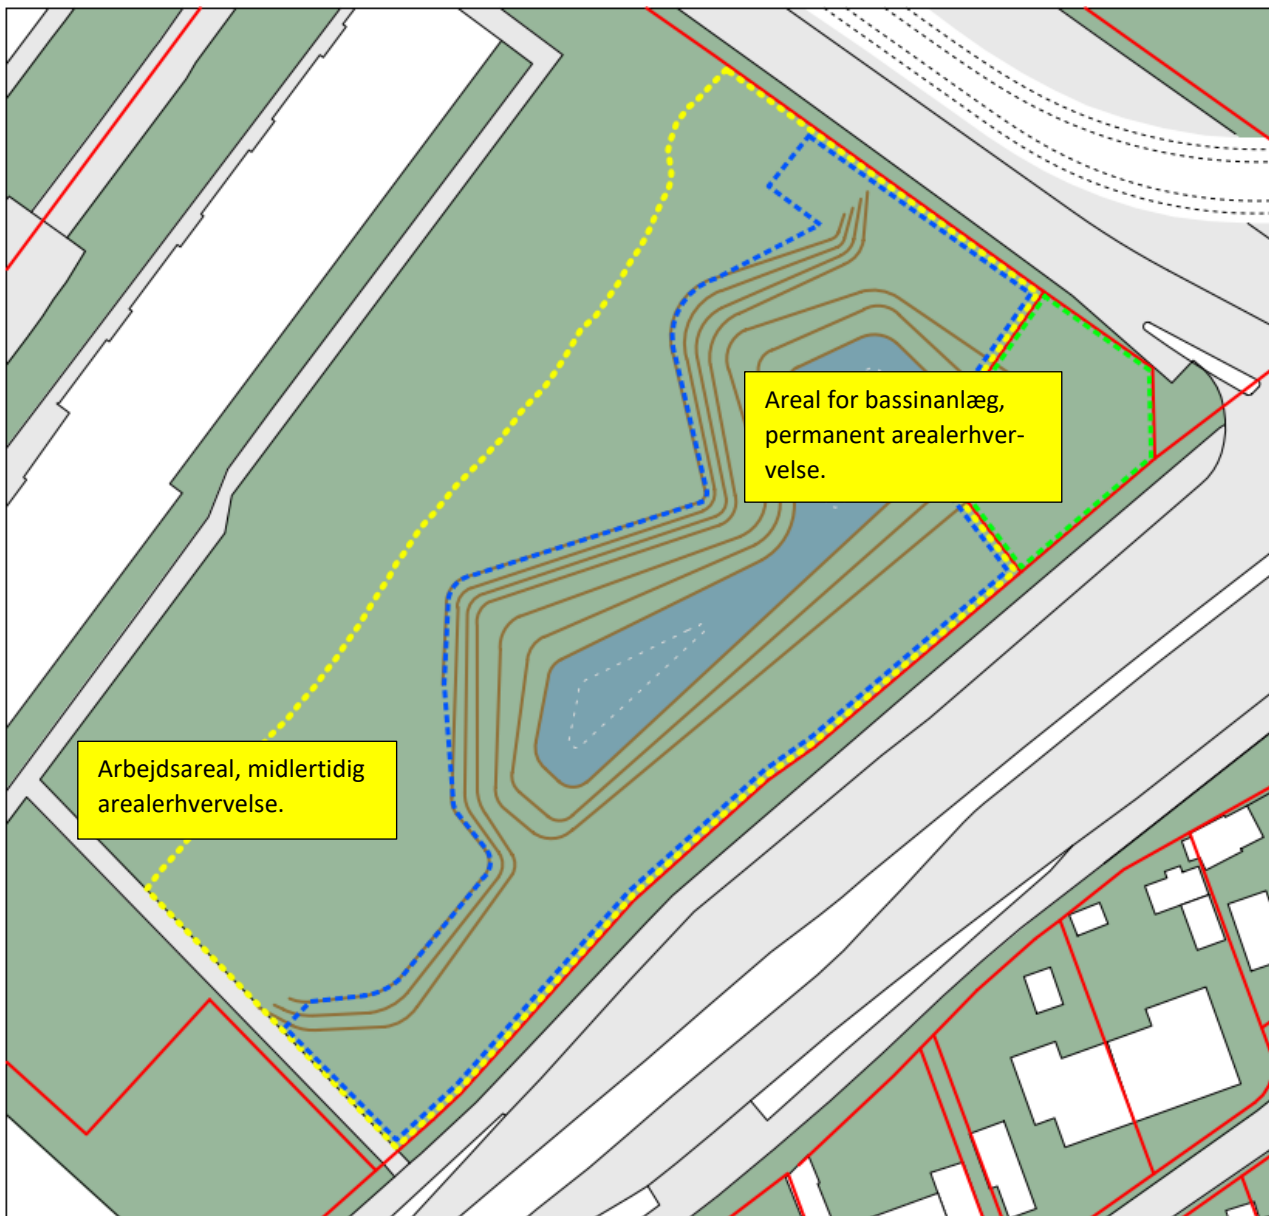 Areal for bassinanlæg,
permanent arealerhver-
velse.
Arbejdsareal, midlertidig
arealerhvervelse.